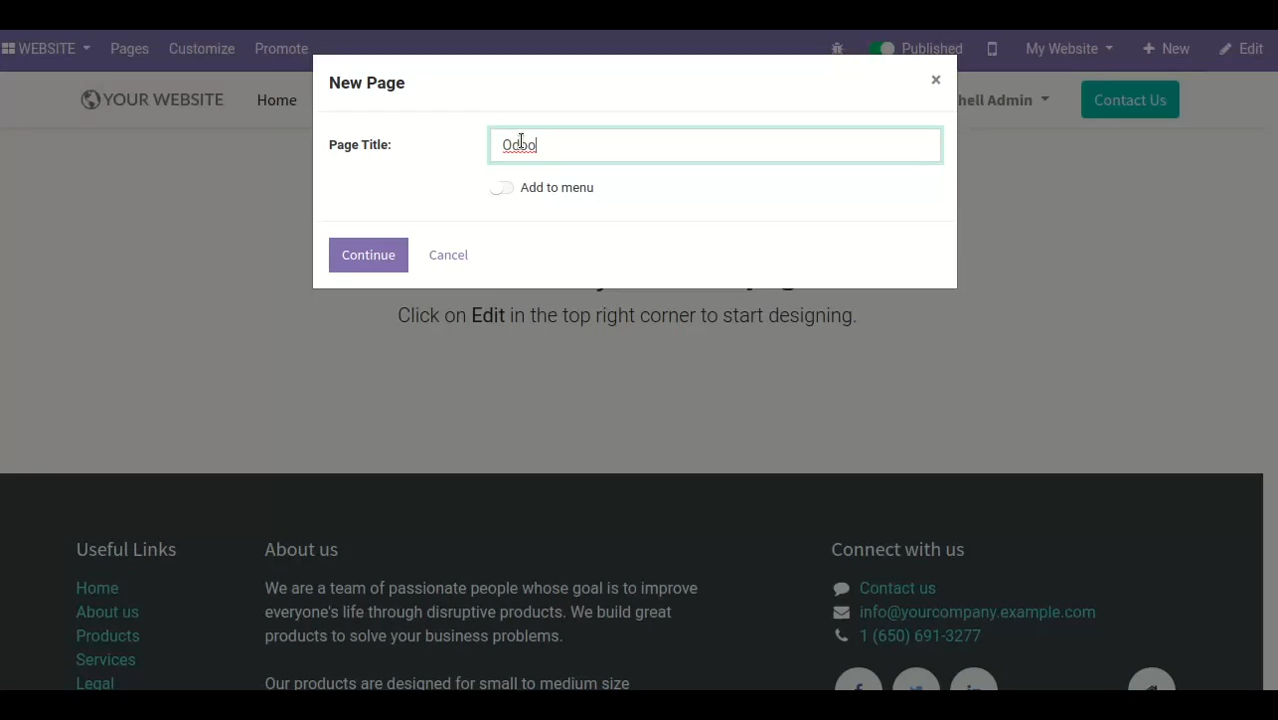 WEBSITE Pages Customize Promote Published My Website New Edit
YOUR WEBSITE Home hell Admin Contact Us
New Page ×
Page Title: Odoo
Add to menu
Continue Cancel
Click on Edit in the top right corner to start designing.
Useful Links About us Connect with us
Home We are a team of passionate people whose goal is to improve Contact us
About us everyone's life through disruptive products. We build great info@yourcompany.example.com
Products products to solve your business problems. 1 (650) 691-3277
Services
Legal Our products are designed for small to medium size